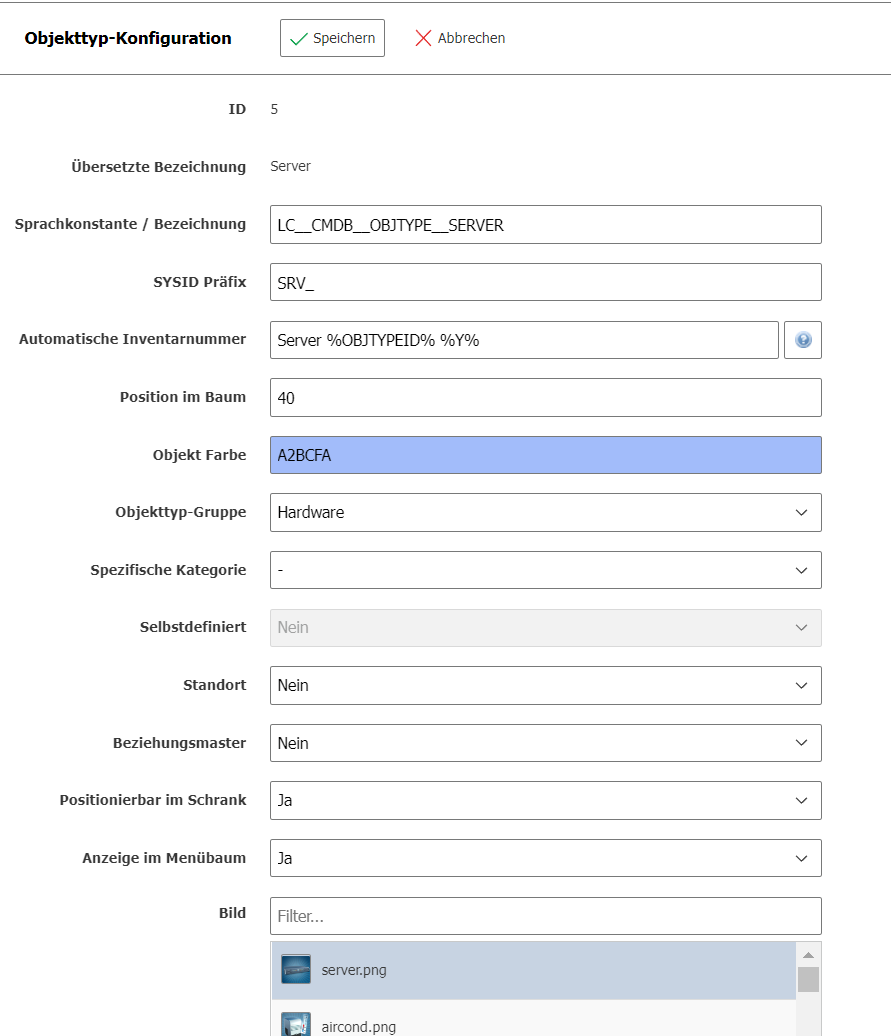 Objekttyp-Konfiguration Speichern Abbrechen
ID 5
Übersetzte Bezeichnung Server
Sprachkonstante / Bezeichnung LC__CMDB__OBJTYPE__SERVER
SYSID Präfix SRV_
Automatische Inventarnummer Server %OBJTYPEID% %Y% ?
Position im Baum 40
Objekt Farbe A2BCFA
Objekttyp-Gruppe Hardware
Spezifische Kategorie -
Selbstdefiniert Nein
Standort Nein
Beziehungsmaster Nein
Positionierbar im Schrank Ja
Anzeige im Menübaum Ja
Bild Filter...
server.png
aircond.png